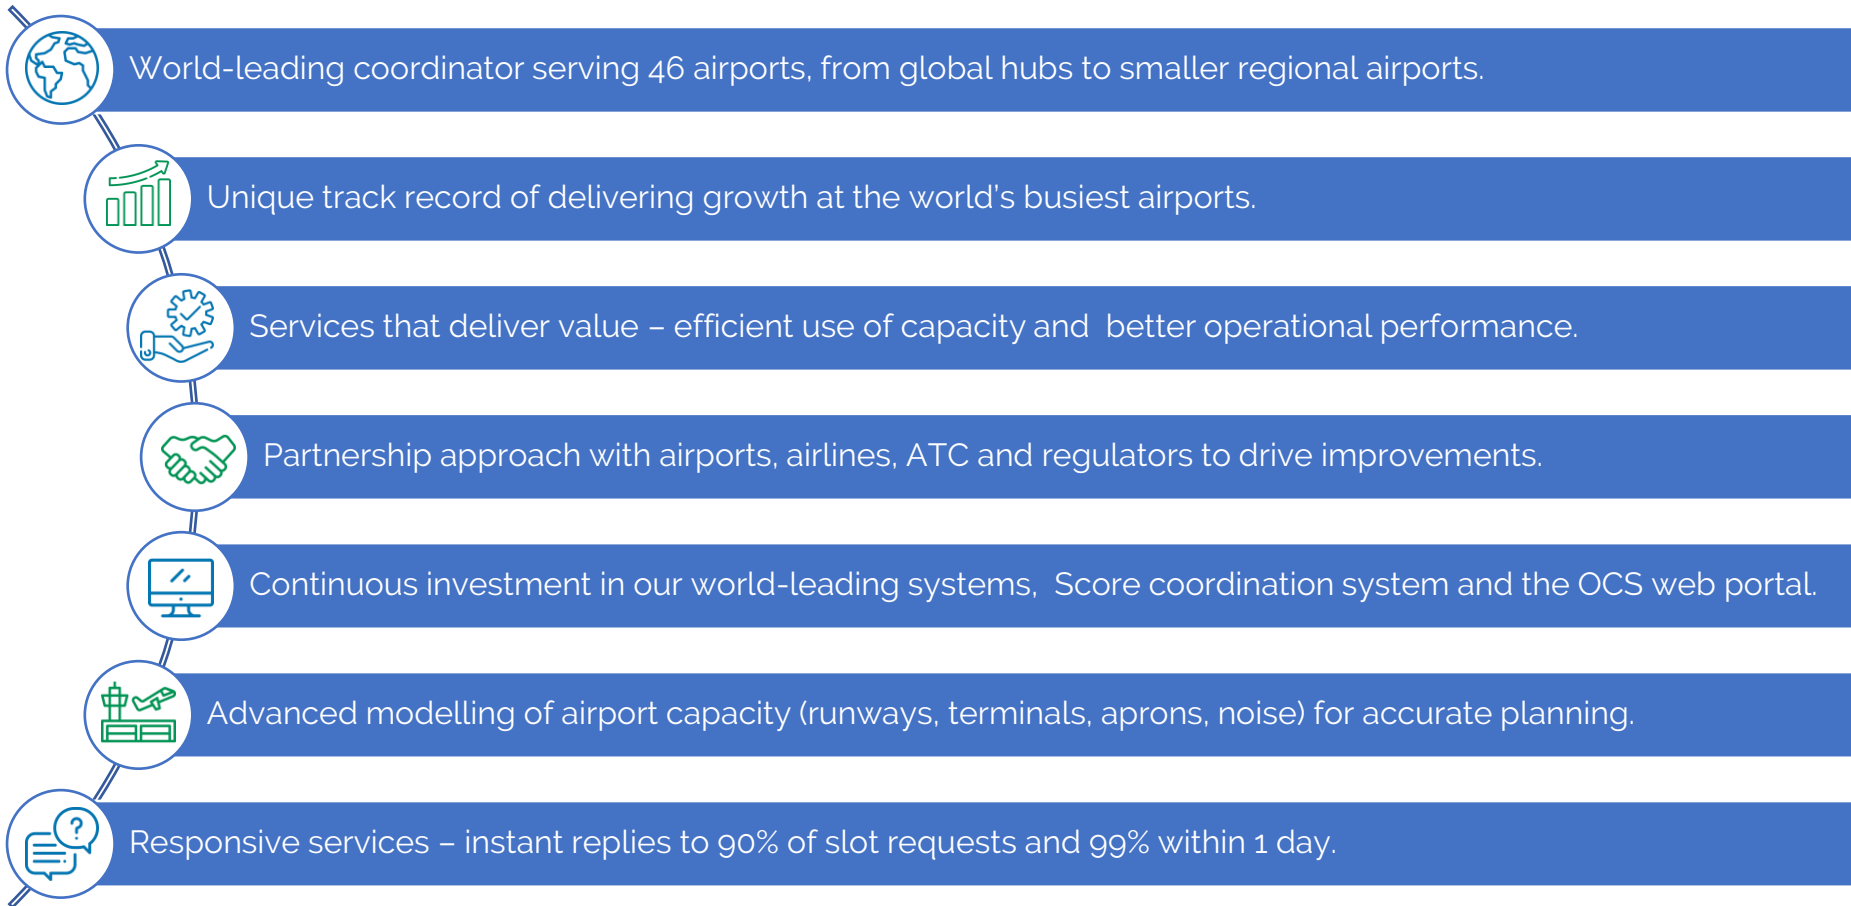 World-leading coordinator serving 46 airports, from global hubs to smaller regional airports.
Unique track record of delivering growth at the world's busiest airports.
Services that deliver value – efficient use of capacity and  better operational performance.
Partnership approach with airports, airlines, ATC and regulators to drive improvements.
Continuous investment in our world-leading systems,  Score coordination system and the OCS web portal.
Advanced modelling of airport capacity (runways, terminals, aprons, noise) for accurate planning.
?
Responsive services – instant replies to 90% of slot requests and 99% within 1 day.